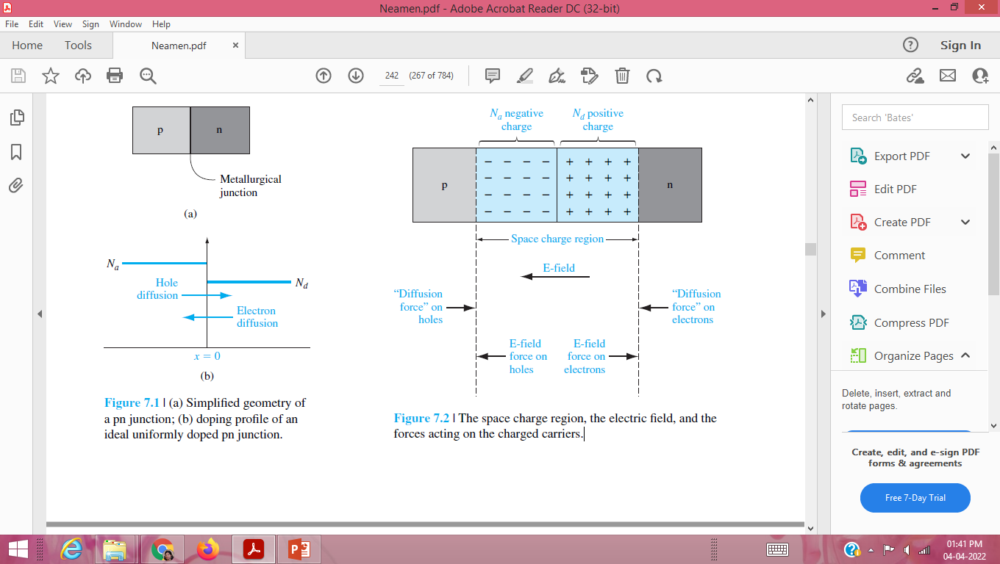 Neamen.pdf - Adobe Acrobat Reader DC (32-bit)
File Edit View Sign Window Help
Home Tools Neamen.pdf × Sign In
242 (267 of 784)
p n
Metallurgical
junction
(a)
Na
Nd
Hole
diffusion
Electron
diffusion
x = 0
(b)
Figure 7.1 | (a) Simplified geometry of
a pn junction; (b) doping profile of an
ideal uniformly doped pn junction.
Na negative
charge
Nd positive
charge
p
− − − − + + + +
− − − − + + + +
− − − − + + + +
− − − − + + + +
n
Space charge region
E-field
“Diffusion
force” on
holes
“Diffusion
force” on
electrons
E-field
force on
holes
E-field
force on
electrons
Figure 7.2 | The space charge region, the electric field, and the
forces acting on the charged carriers.
Search 'Bates'
Export PDF
Edit PDF
Create PDF
Comment
Combine Files
Compress PDF
Organize Pages
Delete, insert, extract and
rotate pages.
Create, edit, and e-sign PDF
forms & agreements
Free 7-Day Trial
01:41 PM
04-04-2022